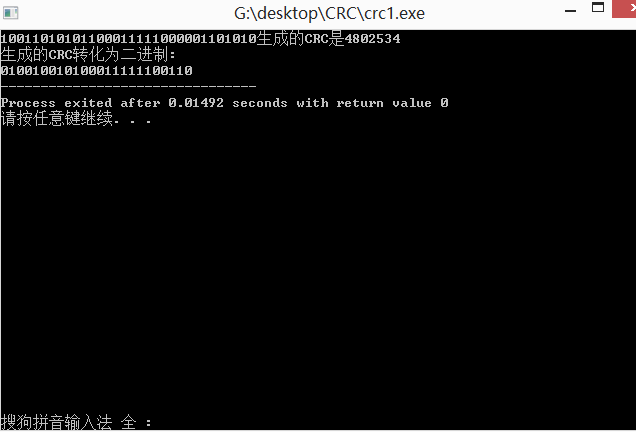 10011010101100011111000001101010生成的CRC是4802534
生成的CRC转化为二进制:
010010010100011111100110
--------------------------------
Process exited after 0.01492 seconds with return value 0
请按任意键继续. . .
搜狗拼音输入法 全 :
G:\desktop\CRC\crc1.exe